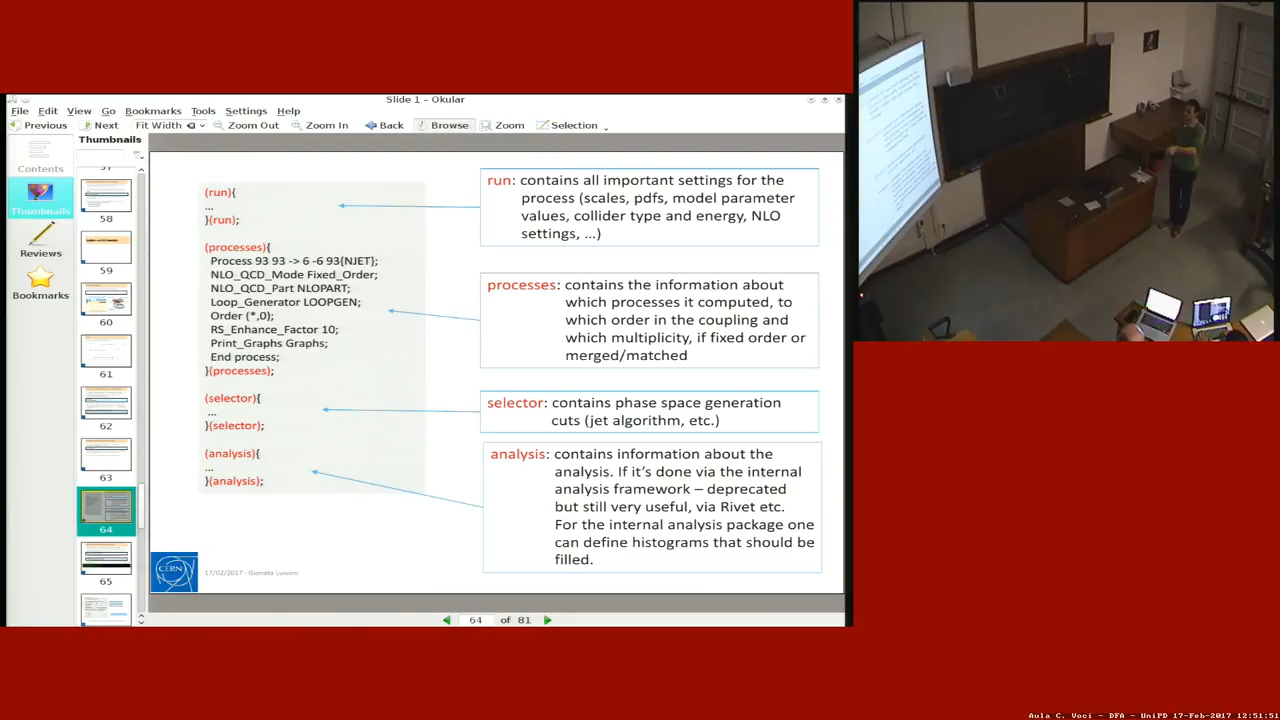 Slide 1 – Okular
File Edit View Go Bookmarks Tools Settings Help
Previous Next Fit Width Zoom Out Zoom In Back Browse Zoom Selection
Contents
Thumbnails
Reviews
Bookmarks
Thumbnails
57
58
59
60
61
62
63
64
65
(run){
...
}(run);
(processes){
Process 93 93 -> 6 -6 93{NJET};
NLO_QCD_Mode Fixed_Order;
NLO_QCD_Part NLOPART;
Loop_Generator LOOPGEN;
Order (*,0);
RS_Enhance_Factor 10;
Print_Graphs Graphs;
End process;
}(processes);
(selector){
...
}(selector);
(analysis){
...
}(analysis);
run: contains all important settings for the
process (scales, pdfs, model parameter
values, collider type and energy, NLO
settings, ...)
processes: contains the information about
which processes it computed, to
which order in the coupling and
which multiplicity, if fixed order or
merged/matched
selector: contains phase space generation
cuts (jet algorithm, etc.)
analysis: contains information about the
analysis. If it's done via the internal
analysis framework – deprecated
but still very useful, via Rivet etc.
For the internal analysis package one
can define histograms that should be
filled.
CERN
17/02/2017 - Gionata Luisoni
64 of 81
Aula C. Voci - DFA - UniPD 17-Feb-2017 12:51:51